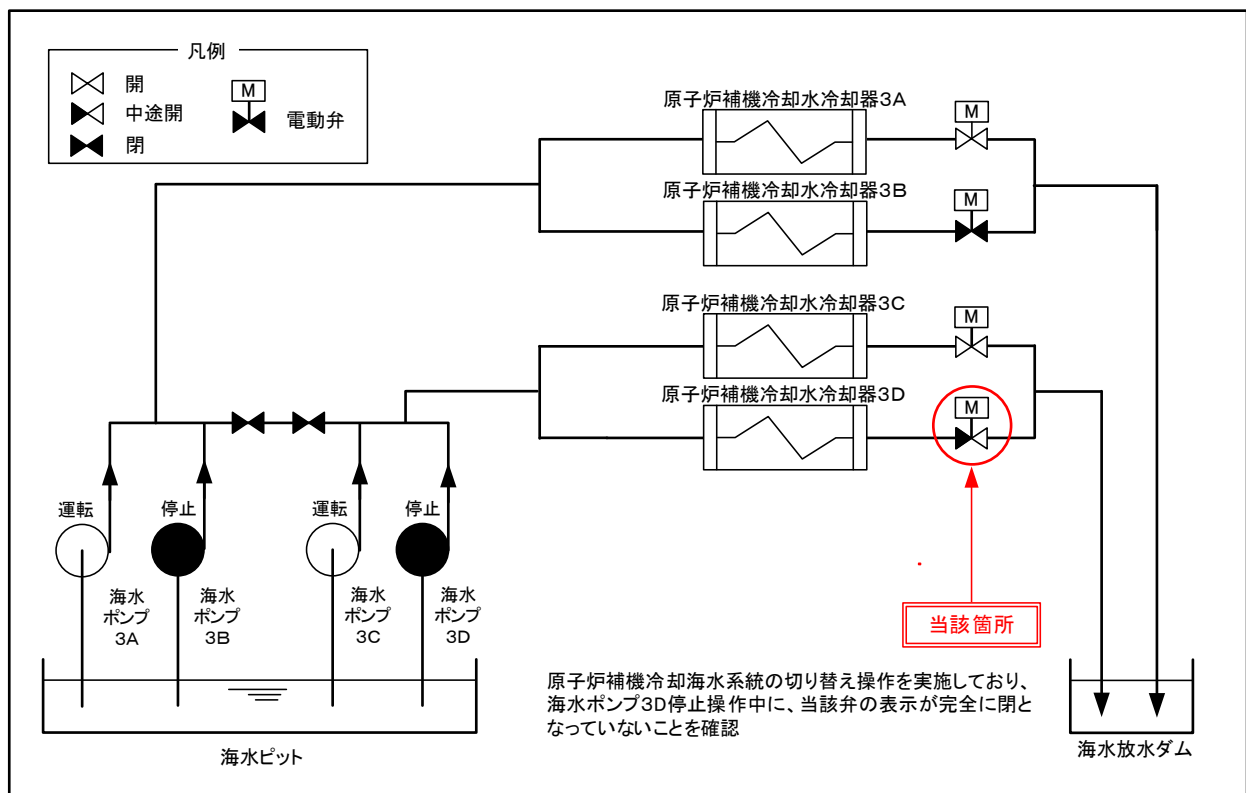 凡例
開
中途開
閉
M
電動弁
原子炉補機冷却水冷却器3A
M
原子炉補機冷却水冷却器3B
M
原子炉補機冷却水冷却器3C
M
原子炉補機冷却水冷却器3D
M
運転
停止
運転
停止
海水
ポンプ
3A
海水
ポンプ
3B
海水
ポンプ
3C
海水
ポンプ
3D
当該箇所
原子炉補機冷却海水系統の切り替え操作を実施しており、
海水ポンプ3D停止操作中に、当該弁の表示が完全に閉と
なっていないことを確認
海水ピット
海水放水ダム